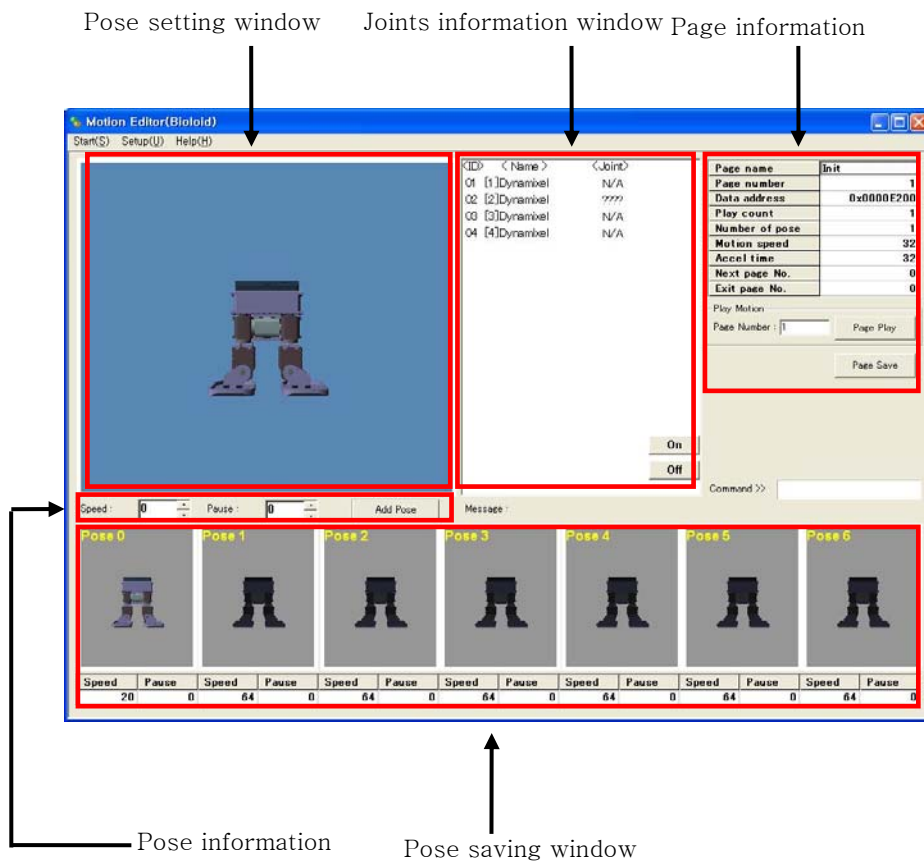 Pose setting window Joints information window Page information
Motion Editor(Bioloid)
Start(S) Setup(U) Help(H)
<ID> <Name> <Joint>
01 [1]Dynamixel N/A
02 [2]Dynamixel ????
03 [3]Dynamixel N/A
04 [4]Dynamixel N/A
Page name Init
Page number 1
Data address 0x0000E200
Play count 1
Number of pose 1
Motion speed 32
Accel time 32
Next page No. 0
Exit page No. 0
Play Motion
Page Number : 1 Page Play
Page Save
On
Off
Command >>
Speed : 0 Pause : 0 Add Pose Message :
Pose 0 Pose 1 Pose 2 Pose 3 Pose 4 Pose 5 Pose 6
Speed Pause Speed Pause Speed Pause Speed Pause Speed Pause Speed Pause Speed Pause
20 0 64 0 64 0 64 0 64 0 64 0 64 0
Pose information Pose saving window